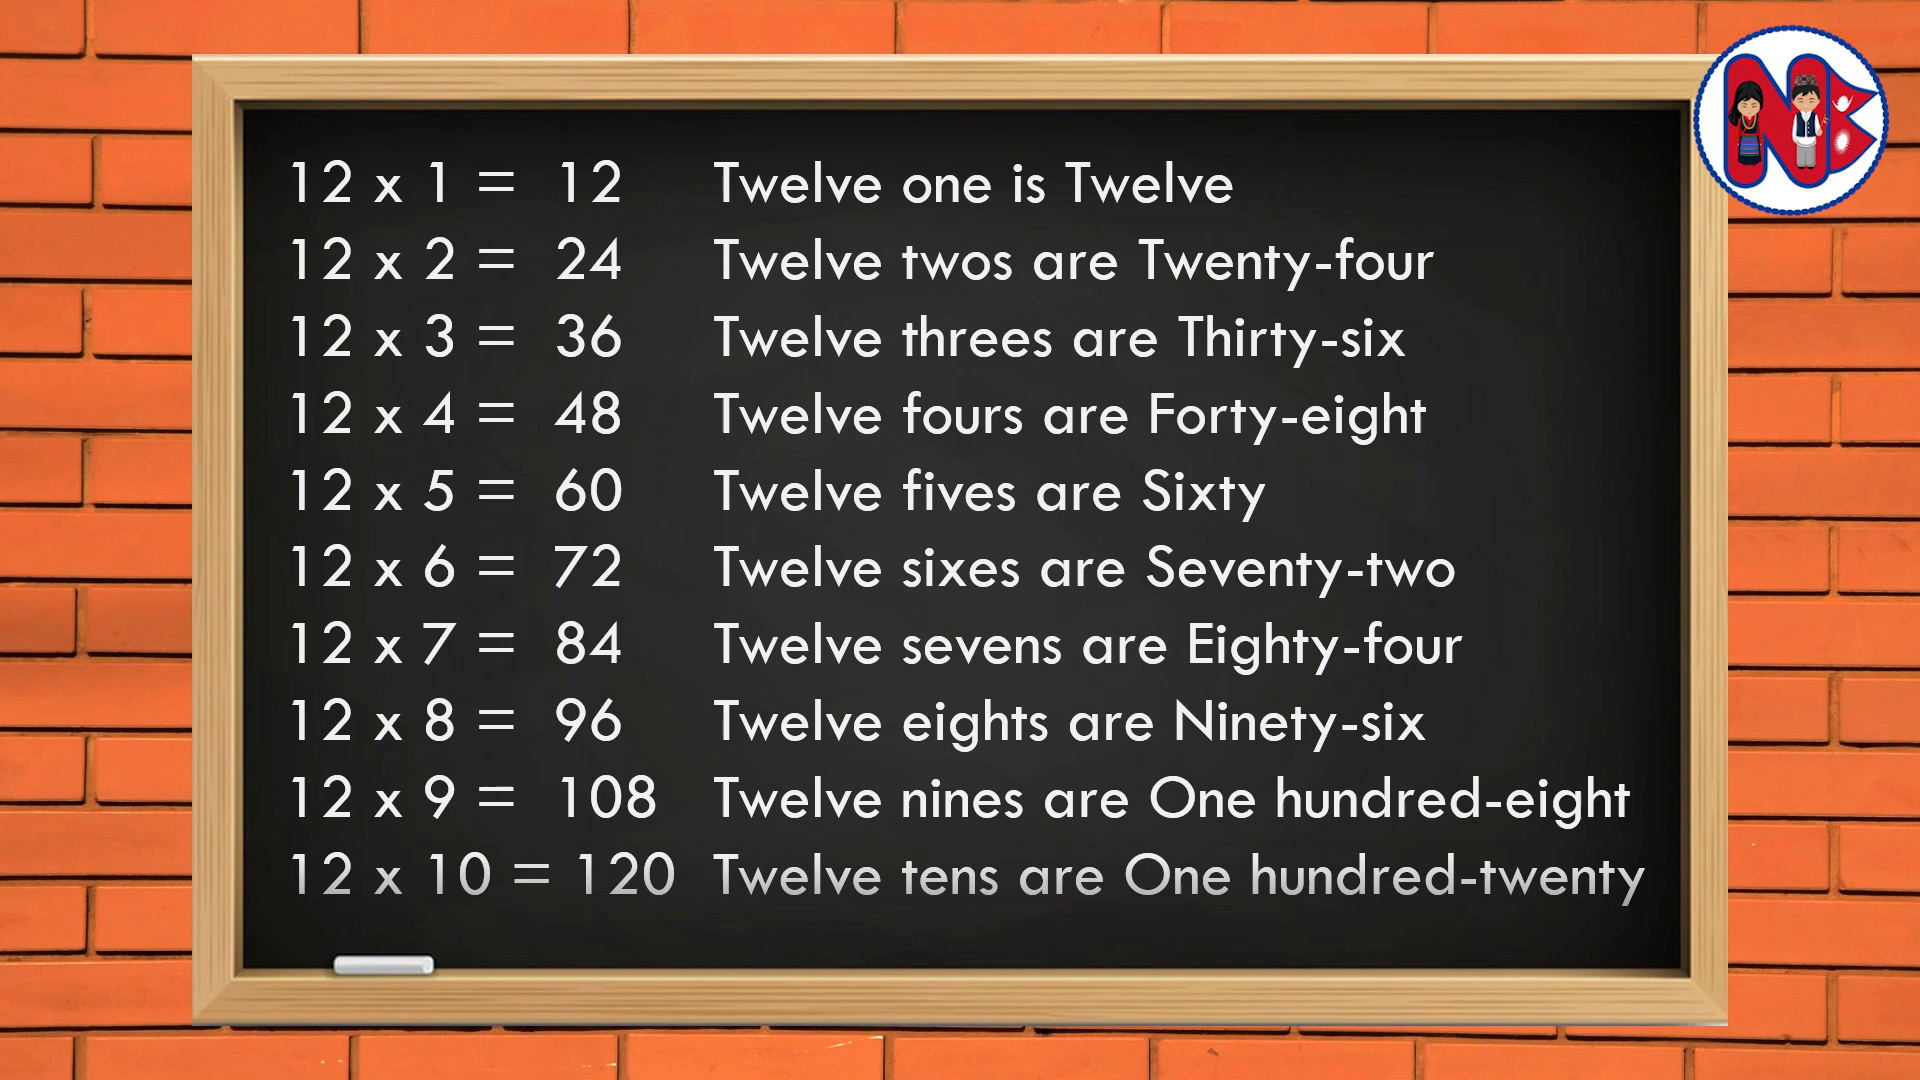 12 x 1 = 12 Twelve one is Twelve
12 x 2 = 24 Twelve twos are Twenty-four
12 x 3 = 36 Twelve threes are Thirty-six
12 x 4 = 48 Twelve fours are Forty-eight
12 x 5 = 60 Twelve fives are Sixty
12 x 6 = 72 Twelve sixes are Seventy-two
12 x 7 = 84 Twelve sevens are Eighty-four
12 x 8 = 96 Twelve eights are Ninety-six
12 x 9 = 108 Twelve nines are One hundred-eight
12 x 10 = 120 Twelve tens are One hundred-twenty